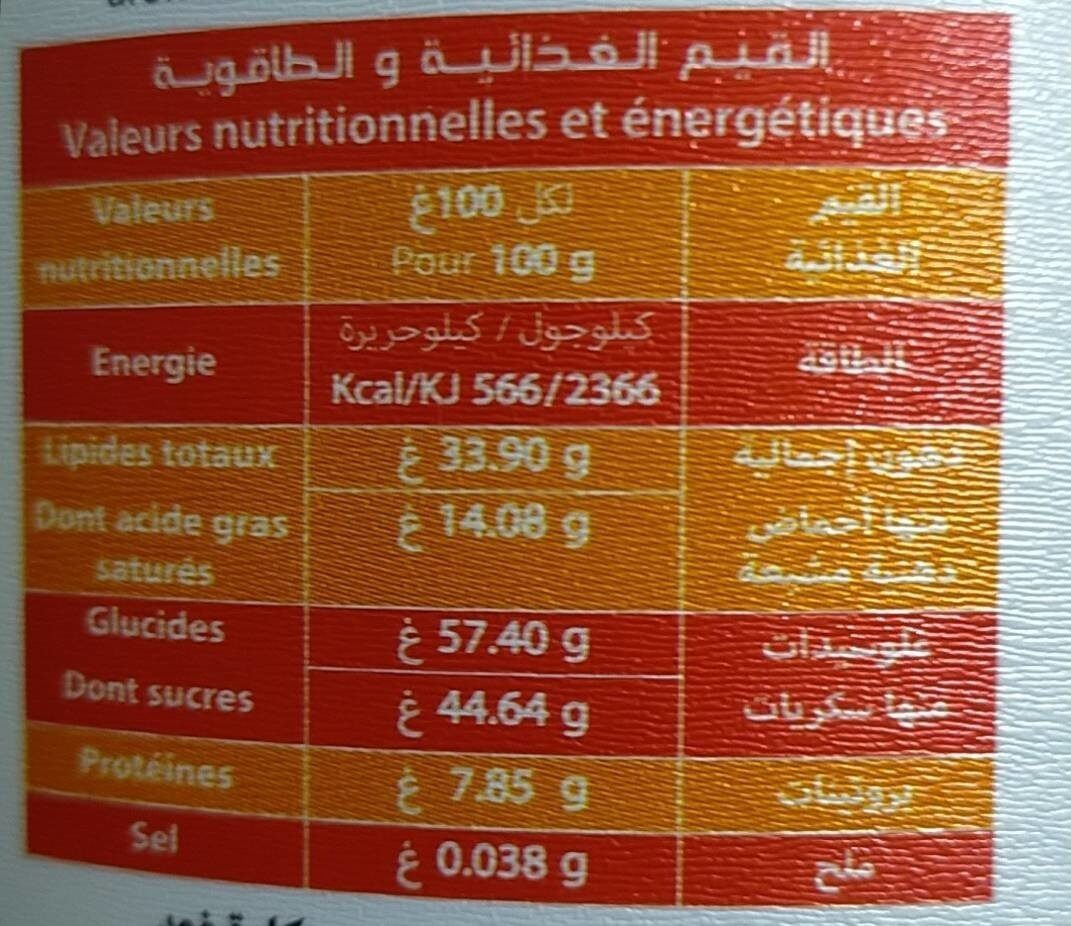 القيم الغذائية و الطاقوية
Valeurs nutritionnelles et énergétiques
Valeurs nutritionnelles
لكل 100غ
Pour 100 g
القيم الغذائية
Energie
كيلوجول / كيلوحريرة
Kcal/KJ 566/2366
الطاقة
Lipides totaux
33.90 g غ
دهون إجمالية
Dont acide gras saturés
14.08 g غ
منها أحماض دهنية مشبعة
Glucides
57.40 g غ
غلوسيدات
Dont sucres
44.64 g غ
منها سكريات
Protéines
7.85 g غ
بروتينات
Sel
0.038 g غ
ملح